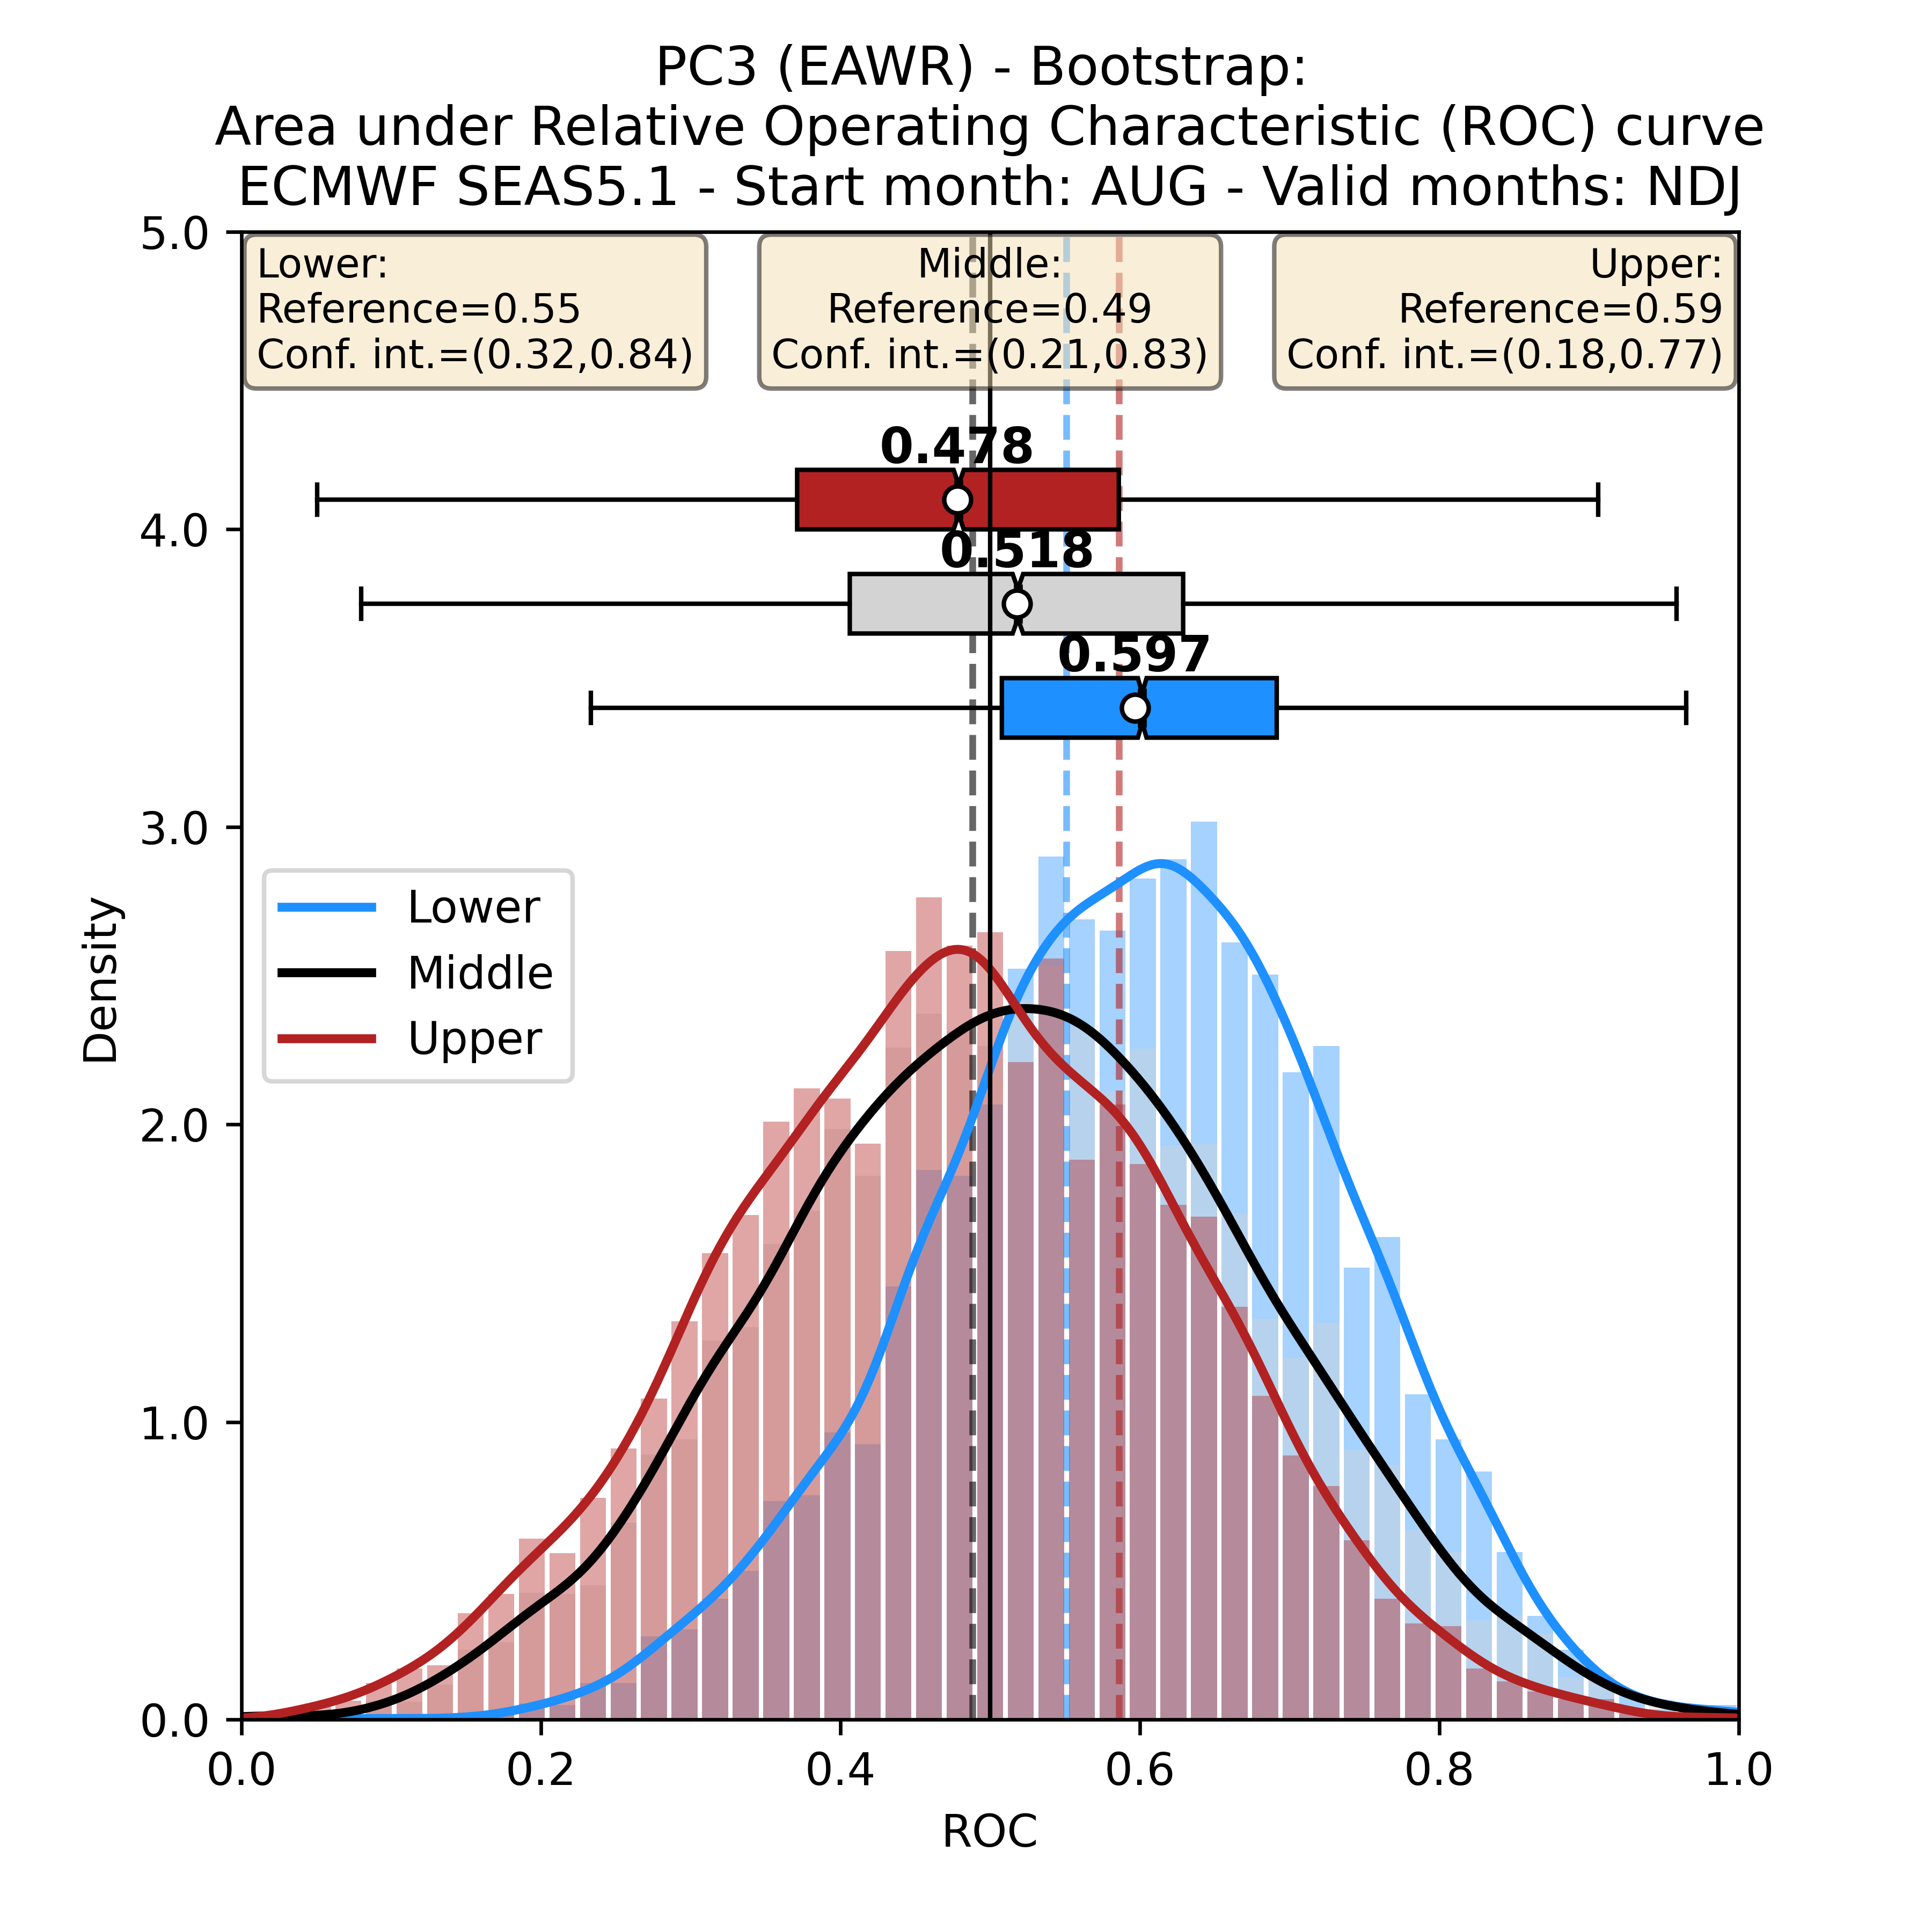 PC3 (EAWR) - Bootstrap:
Area under Relative Operating Characteristic (ROC) curve
ECMWF SEAS5.1 - Start month: AUG - Valid months: NDJ
Lower:
Reference=0.55
Conf. int.=(0.32,0.84)
Middle:
Reference=0.49
Conf. int.=(0.21,0.83)
Upper:
Reference=0.59
Conf. int.=(0.18,0.77)
0.478
0.518
0.597
Lower
Middle
Upper
Density
5.0
4.0
3.0
2.0
1.0
0.0
0.0 0.2 0.4 0.6 0.8 1.0
ROC